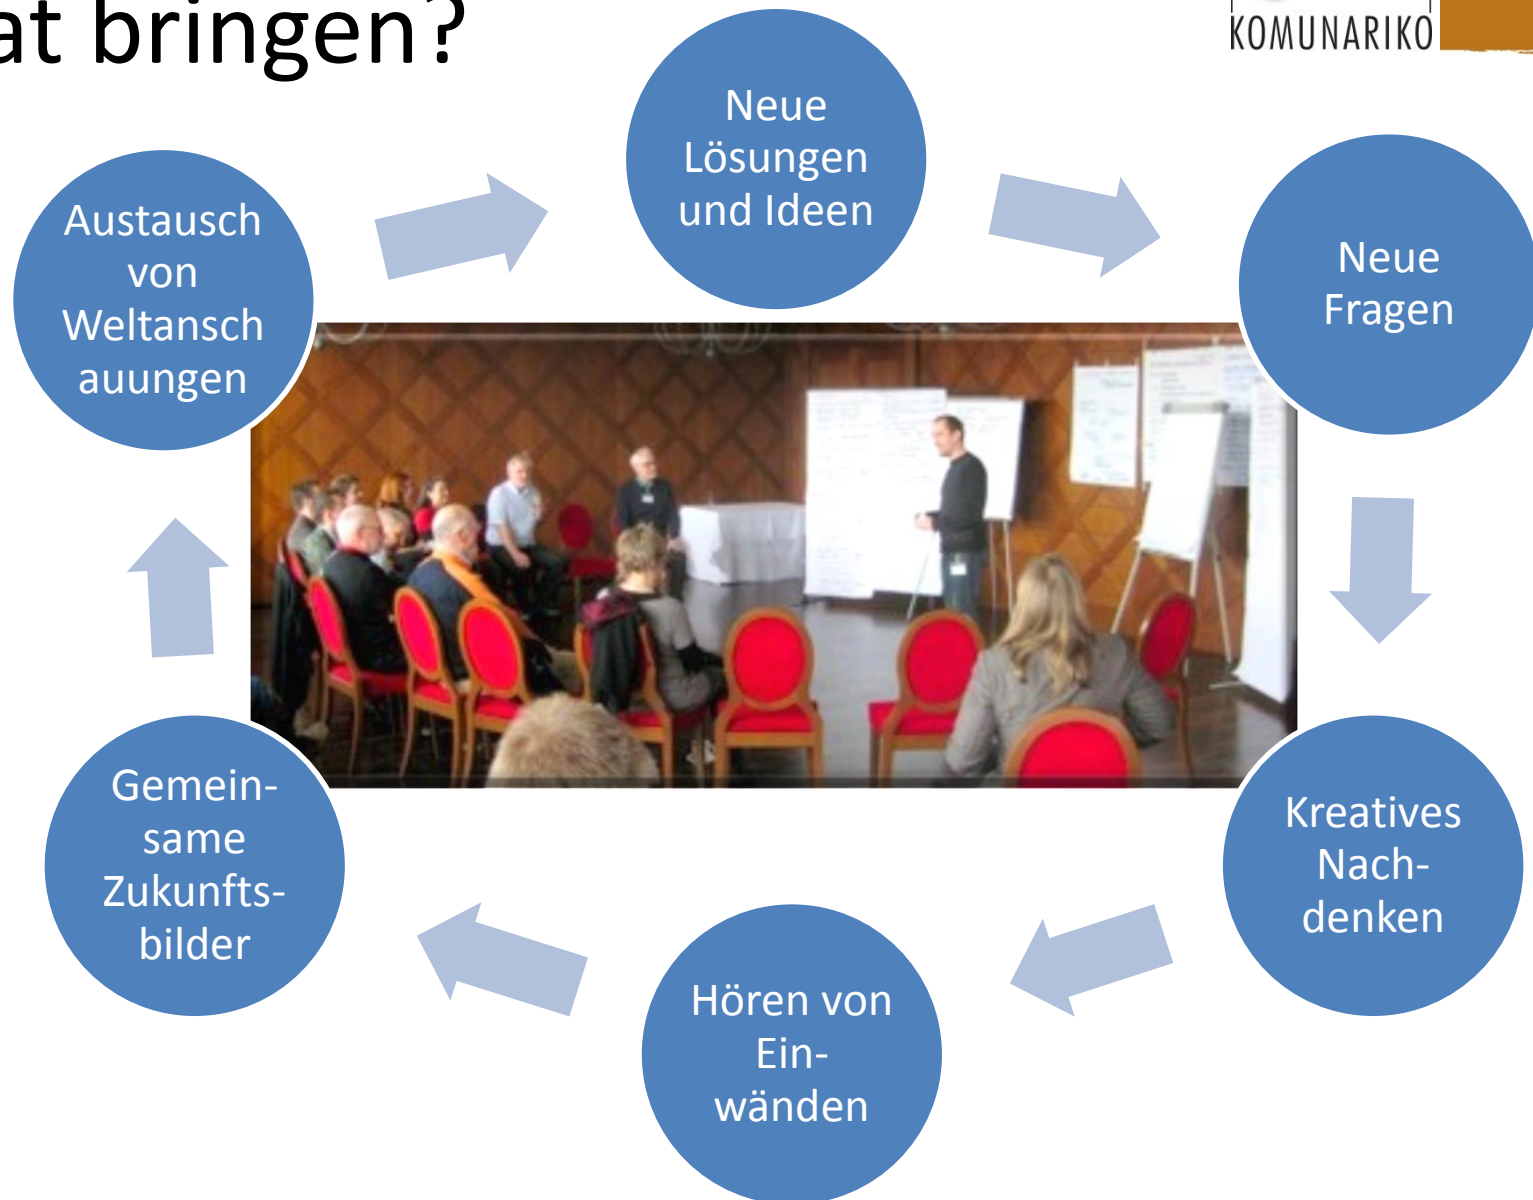 at bringen?
KOMUNARIKO
Neue
Lösungen
und Ideen
Neue
Fragen
Kreatives
Nach-
denken
Hören von
Ein-
wänden
Gemein-
same
Zukunfts-
bilder
Austausch
von
Weltansch
auungen